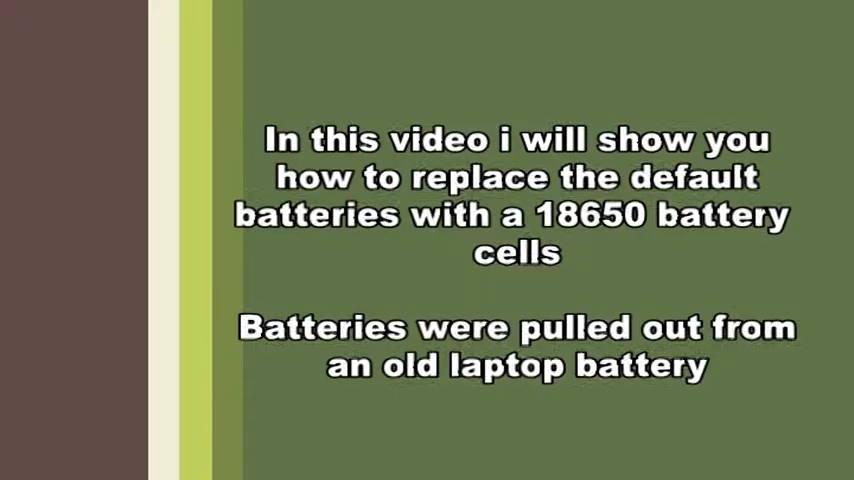 In this video i will show you
how to replace the default
batteries with a 18650 battery
cells
Batteries were pulled out from
an old laptop battery